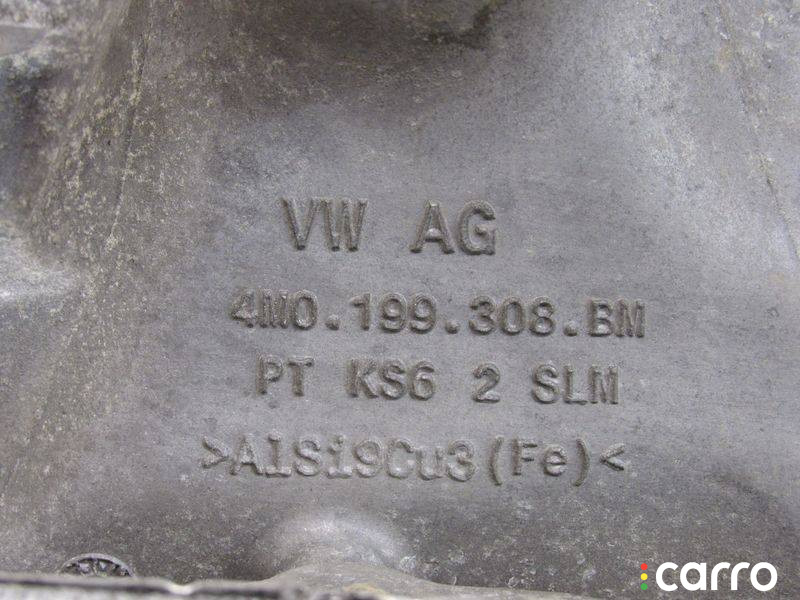 VW AG
4M0.199.308.BM
PT KS6 2 SLM
>AlSi9Cu3(Fe)<
carro